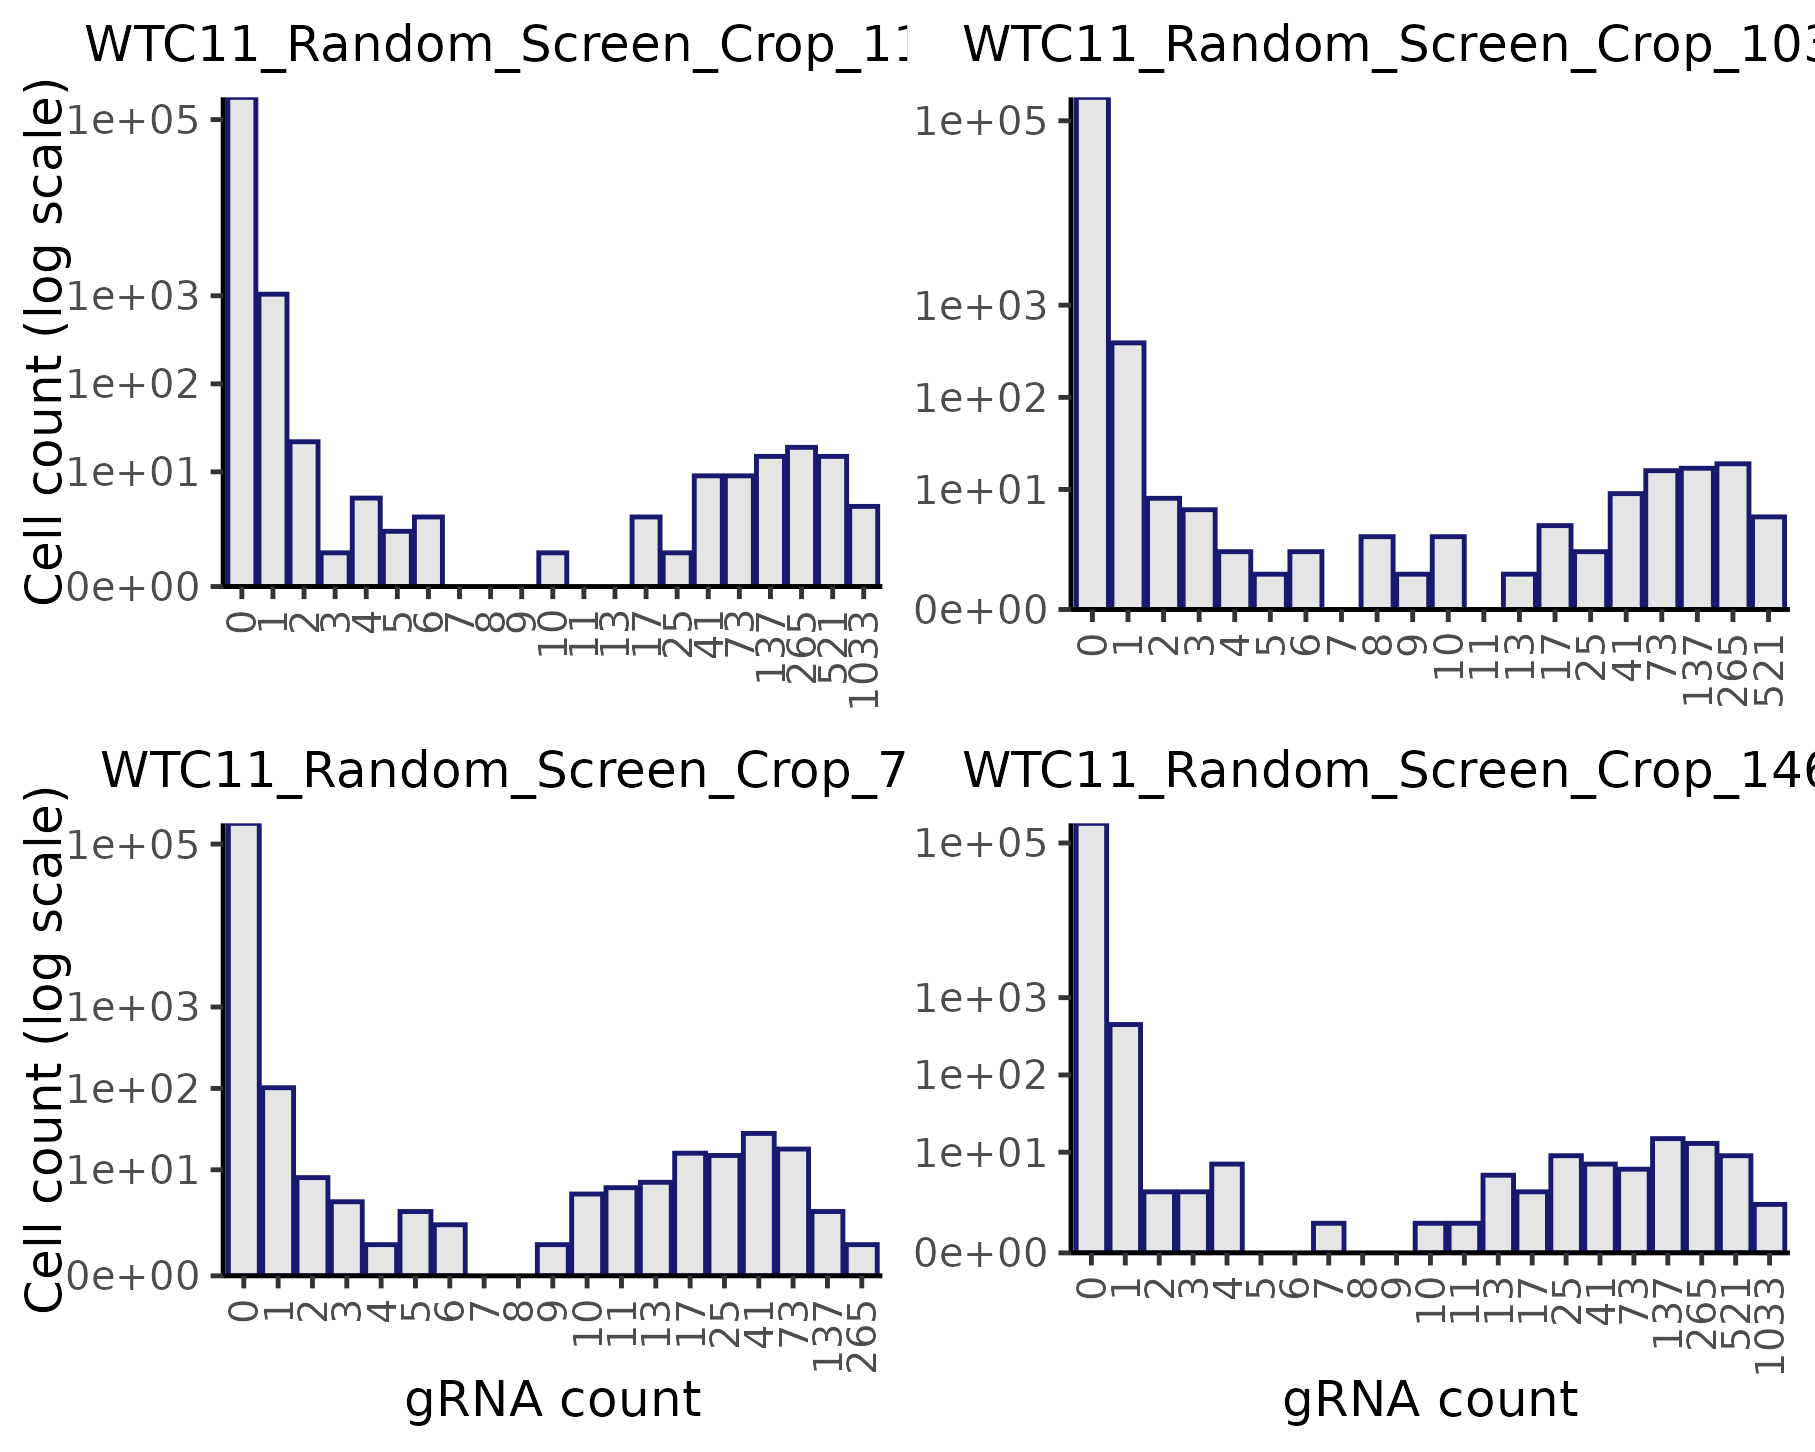 WTC11_Random_Screen_Crop_11
Cell count (log scale)
1e+05
1e+03
1e+02
1e+01
0e+00
0 1 2 3 4 5 6 7 8 9 10 11 13 17 25 41 73 137 265 521 1033
WTC11_Random_Screen_Crop_103
1e+05
1e+03
1e+02
1e+01
0e+00
0 1 2 3 4 5 6 7 8 9 10 11 13 17 25 41 73 137 265 521
WTC11_Random_Screen_Crop_7
Cell count (log scale)
1e+05
1e+03
1e+02
1e+01
0e+00
0 1 2 3 4 5 6 7 8 9 10 11 13 17 25 41 73 137 265
gRNA count
WTC11_Random_Screen_Crop_146
1e+05
1e+03
1e+02
1e+01
0e+00
0 1 2 3 4 5 6 7 8 9 10 11 13 17 25 41 73 137 265 521 1033
gRNA count